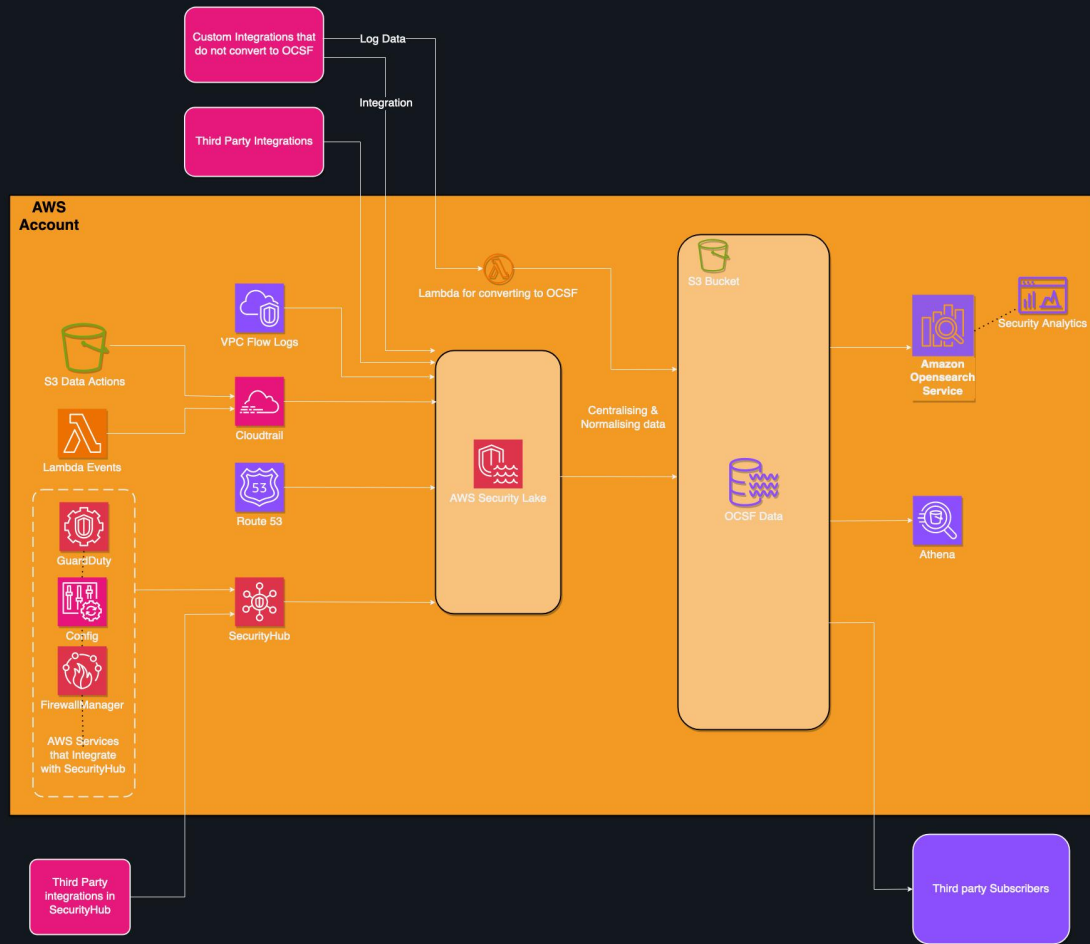 Custom Integrations that
do not convert to OCSF
Log Data
Integration
Third Party Integrations
AWS
Account
S3 Bucket
Lambda for converting to OCSF
VPC Flow Logs
Security Analytics
S3 Data Actions
Amazon
Opensearch
Service
Cloudtrail
Centralising &
Normalising data
Lambda Events
AWS Security Lake
53
Route 53
OCSF Data
Athena
GuardDuty
Config
SecurityHub
FirewallManager
AWS Services
that Integrate
with SecurityHub
Third Party
integrations in
SecurityHub
Third party Subscribers